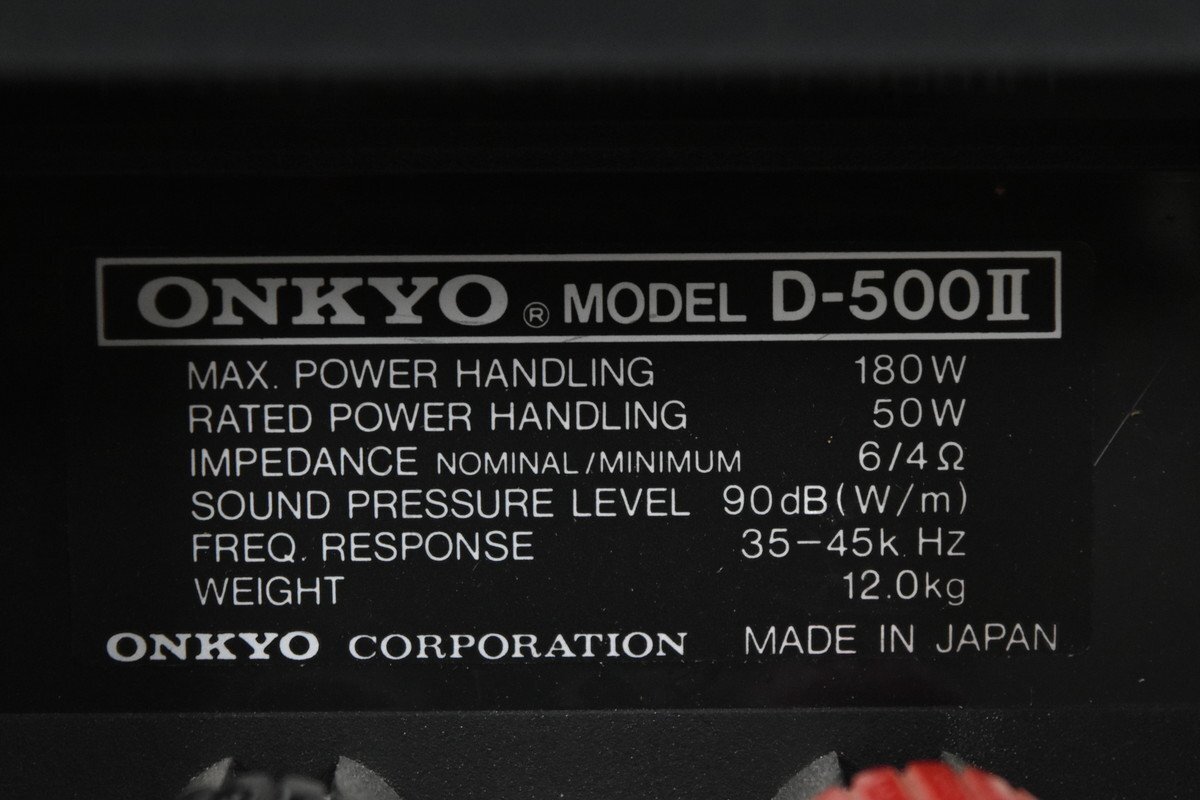 ONKYO ® MODEL D-500II
MAX. POWER HANDLING 180W
RATED POWER HANDLING 50W
IMPEDANCE NOMINAL/MINIMUM 6/4Ω
SOUND PRESSURE LEVEL 90dB(W/m)
FREQ. RESPONSE 35-45k Hz
WEIGHT 12.0kg
ONKYO CORPORATION MADE IN JAPAN